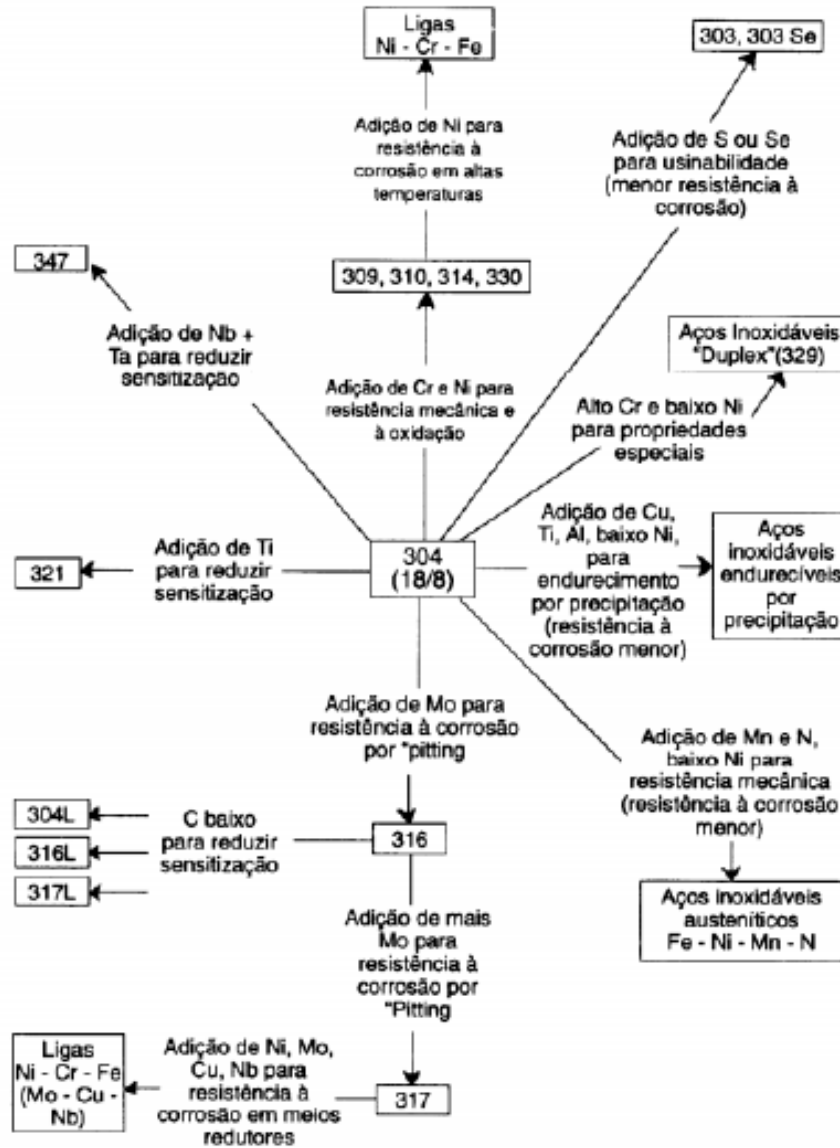 Ligas
Ni - Cr - Fe
303, 303 Se
Adição de Ni para
resistência à
corrosão em altas
temperaturas
Adição de S ou Se
para usinabilidade
(menor resistência à
corrosão)
347
309, 310, 314, 330
Adição de Nb +
Ta para reduzir
sensitização
Aços Inoxidáveis
"Duplex"(329)
Adição de Cr e Ni para
resistência mecânica e
à oxidação
Alto Cr e baixo Ni
para propriedades
especiais
321
Adição de Ti
para reduzir
sensitização
304
(18/8)
Adição de Cu,
Ti, Al, baixo Ni,
para
endurecimento
por precipitação
(resistência à
corrosão menor)
Aços
inoxidáveis
endurecíveis
por
precipitação
Adição de Mo para
resistência à corrosão
por "pitting
Adição de Mn e N,
baixo Ni para
resistência mecânica
(resistência à corrosão
menor)
304L
316L
317L
C baixo
para reduzir
sensitização
316
Aços inoxidáveis
austeníticos
Fe - Ni - Mn - N
Adição de mais
Mo para
resistência à
corrosão por
"Pitting
Ligas
Ni - Cr - Fe
(Mo - Cu -
Nb)
Adição de Ni, Mo,
Cu, Nb para
resistência à
corrosão em meios
redutores
317